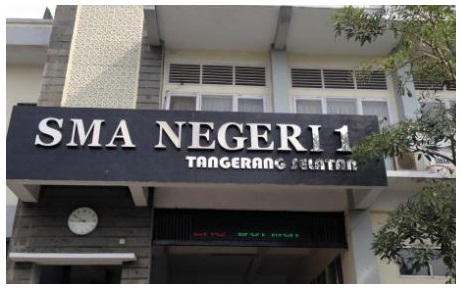 SMA NEGERI 1
TANGERANG SELATAN